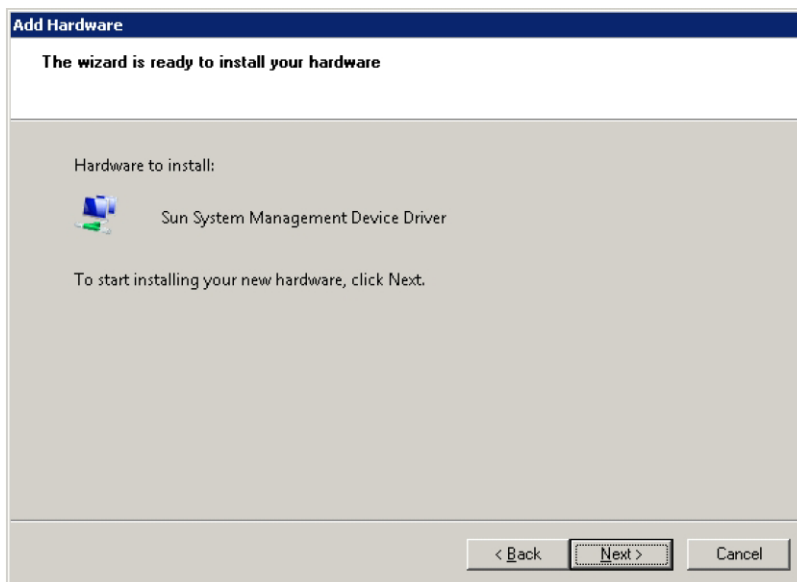 Add Hardware
The wizard is ready to install your hardware
Hardware to install:
Sun System Management Device Driver
To start installing your new hardware, click Next.
< Back Next > Cancel